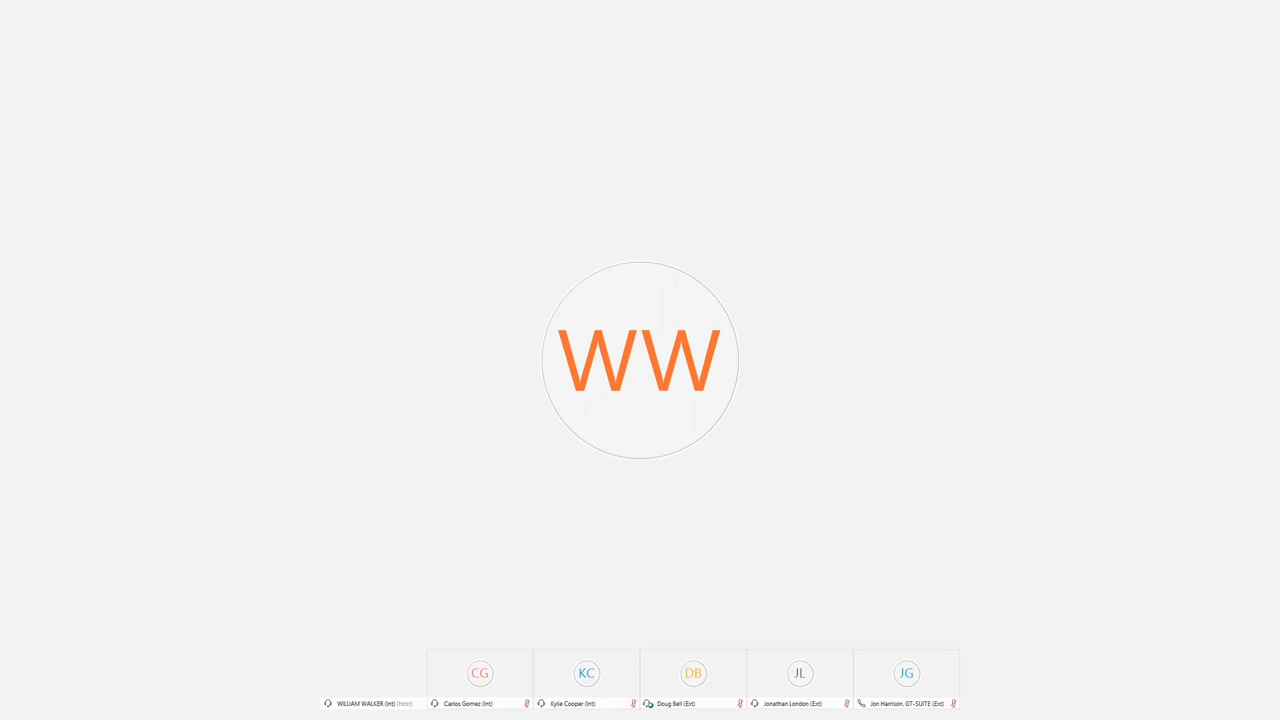 WW
CG
KC
DB
JL
JG
WILLIAM WALKER (Int) (Host)
Carlos Gomez (Int)
Kylie Cooper (Int)
Doug Bell (Ext)
Jonathan London (Ext)
Jon Harrison, GT-SUITE (Ext)